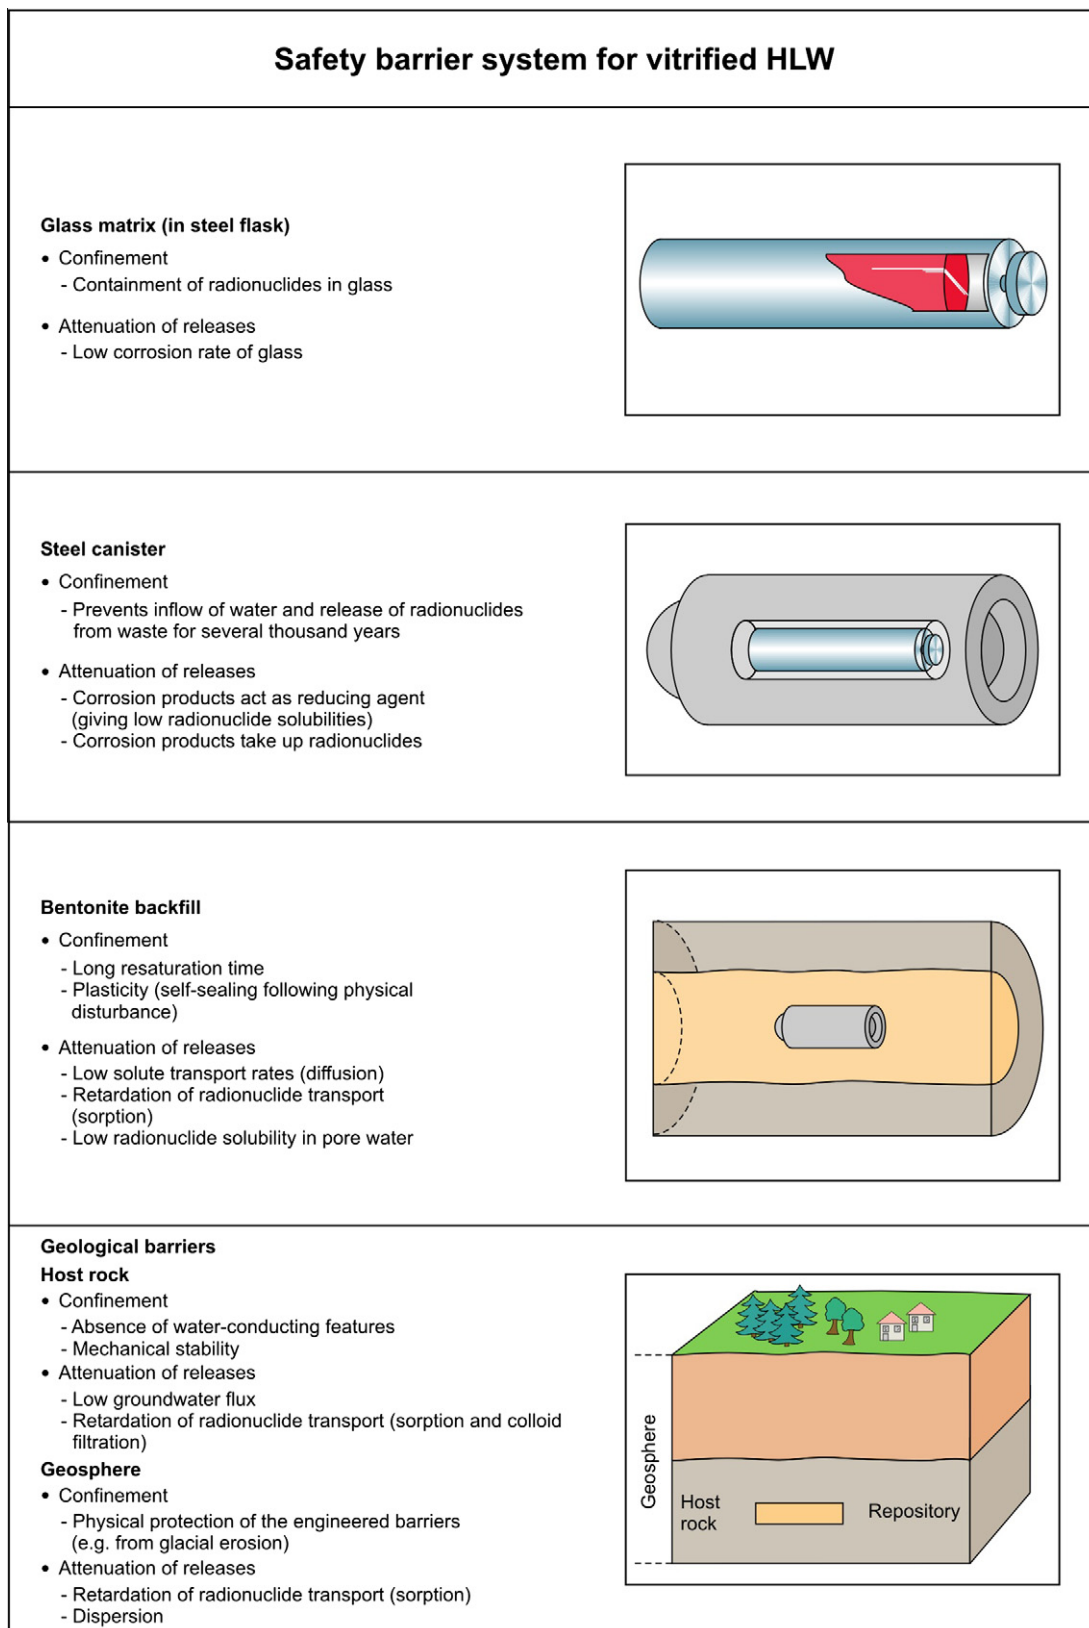 Safety barrier system for vitrified HLW
Glass matrix (in steel flask)
• Confinement
- Containment of radionuclides in glass
• Attenuation of releases
- Low corrosion rate of glass
Steel canister
• Confinement
- Prevents inflow of water and release of radionuclides
from waste for several thousand years
• Attenuation of releases
- Corrosion products act as reducing agent
(giving low radionuclide solubilities)
- Corrosion products take up radionuclides
Bentonite backfill
• Confinement
- Long resaturation time
- Plasticity (self-sealing following physical
disturbance)
• Attenuation of releases
- Low solute transport rates (diffusion)
- Retardation of radionuclide transport
(sorption)
- Low radionuclide solubility in pore water
Geological barriers
Host rock
• Confinement
- Absence of water-conducting features
- Mechanical stability
• Attenuation of releases
- Low groundwater flux
- Retardation of radionuclide transport (sorption and colloid
filtration)
Geosphere
• Confinement
- Physical protection of the engineered barriers
(e.g. from glacial erosion)
• Attenuation of releases
- Retardation of radionuclide transport (sorption)
- Dispersion
Geosphere
Host
rock
Repository